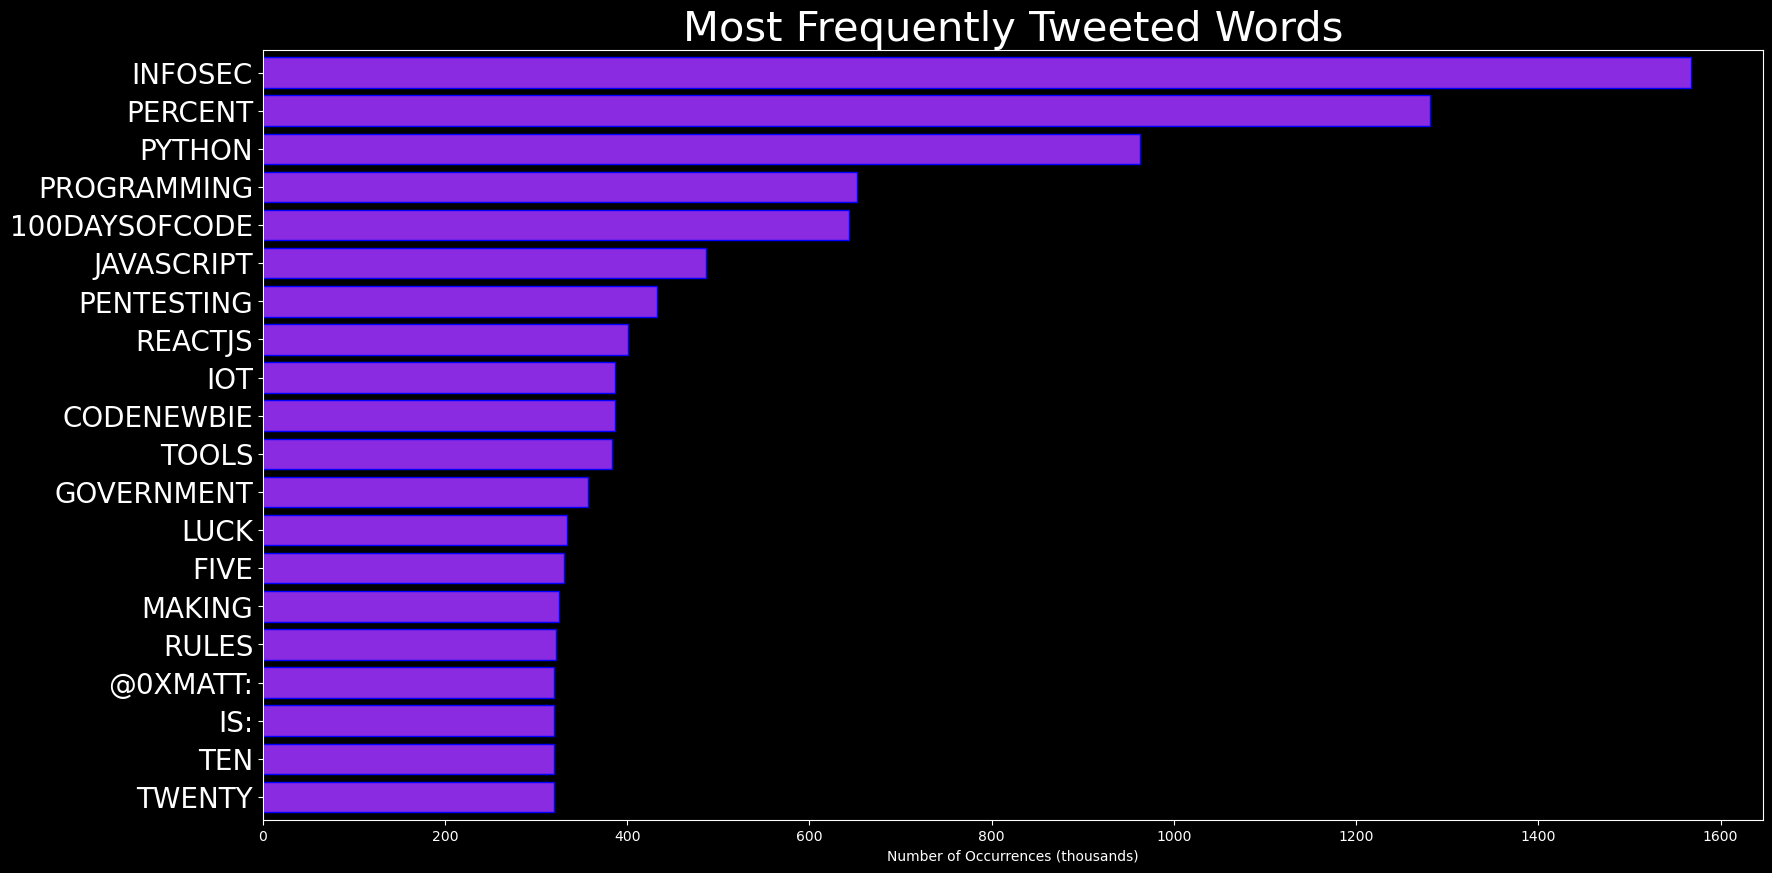 Most Frequently Tweeted Words
INFOSEC
PERCENT
PYTHON
PROGRAMMING
100DAYSOFCODE
JAVASCRIPT
PENTESTING
REACTJS
IOT
CODENEWBIE
TOOLS
GOVERNMENT
LUCK
FIVE
MAKING
RULES
@0XMATT:
IS:
TEN
TWENTY
0 200 400 600 800 1000 1200 1400 1600
Number of Occurrences (thousands)